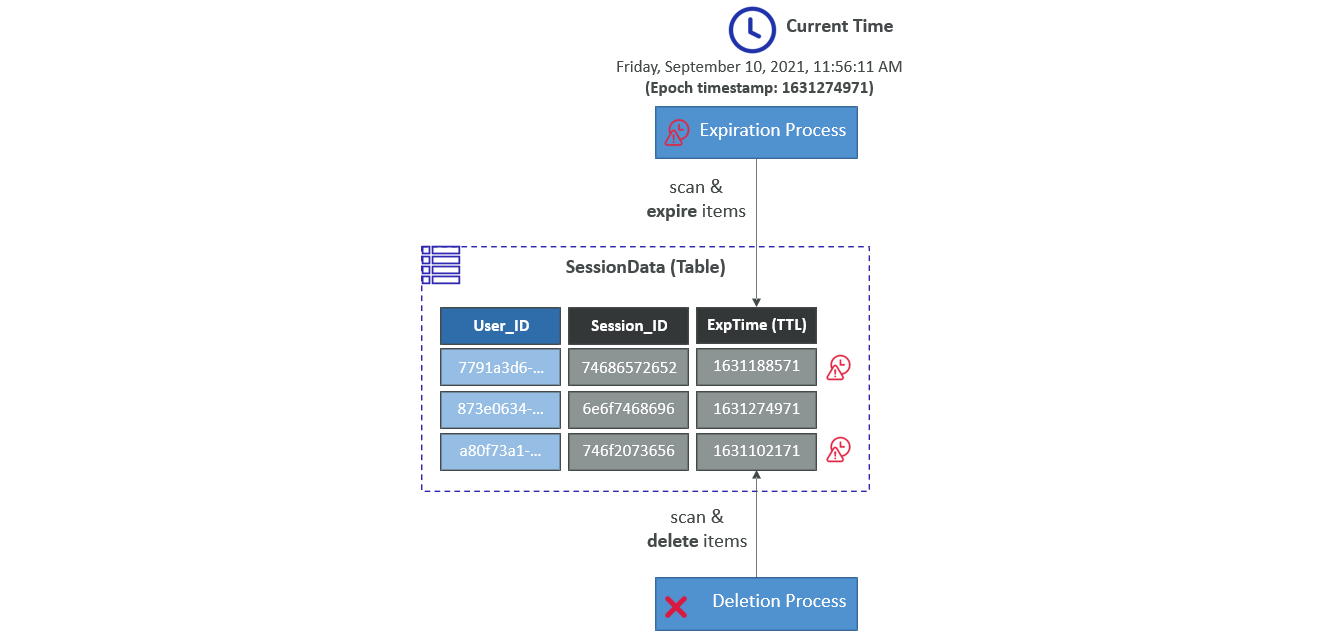 Current Time
Friday, September 10, 2021, 11:56:11 AM
(Epoch timestamp: 1631274971)
Expiration Process
scan &
expire items
SessionData (Table)
User_ID Session_ID ExpTime (TTL)
7791a3d6-... 74686572652 1631188571
873e0634-... 6e6f7468696 1631274971
a80f73a1-... 746f2073656 1631102171
scan &
delete items
Deletion Process